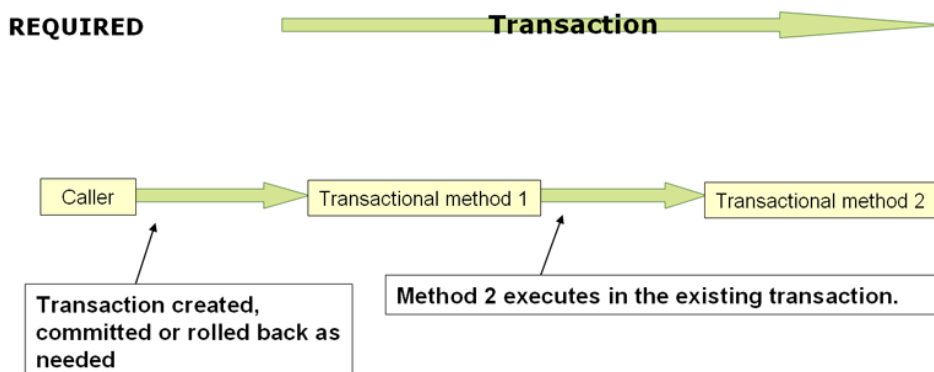 REQUIRED
Transaction
Caller
Transactional method 1
Transactional method 2
Transaction created,
committed or rolled back as
needed
Method 2 executes in the existing transaction.